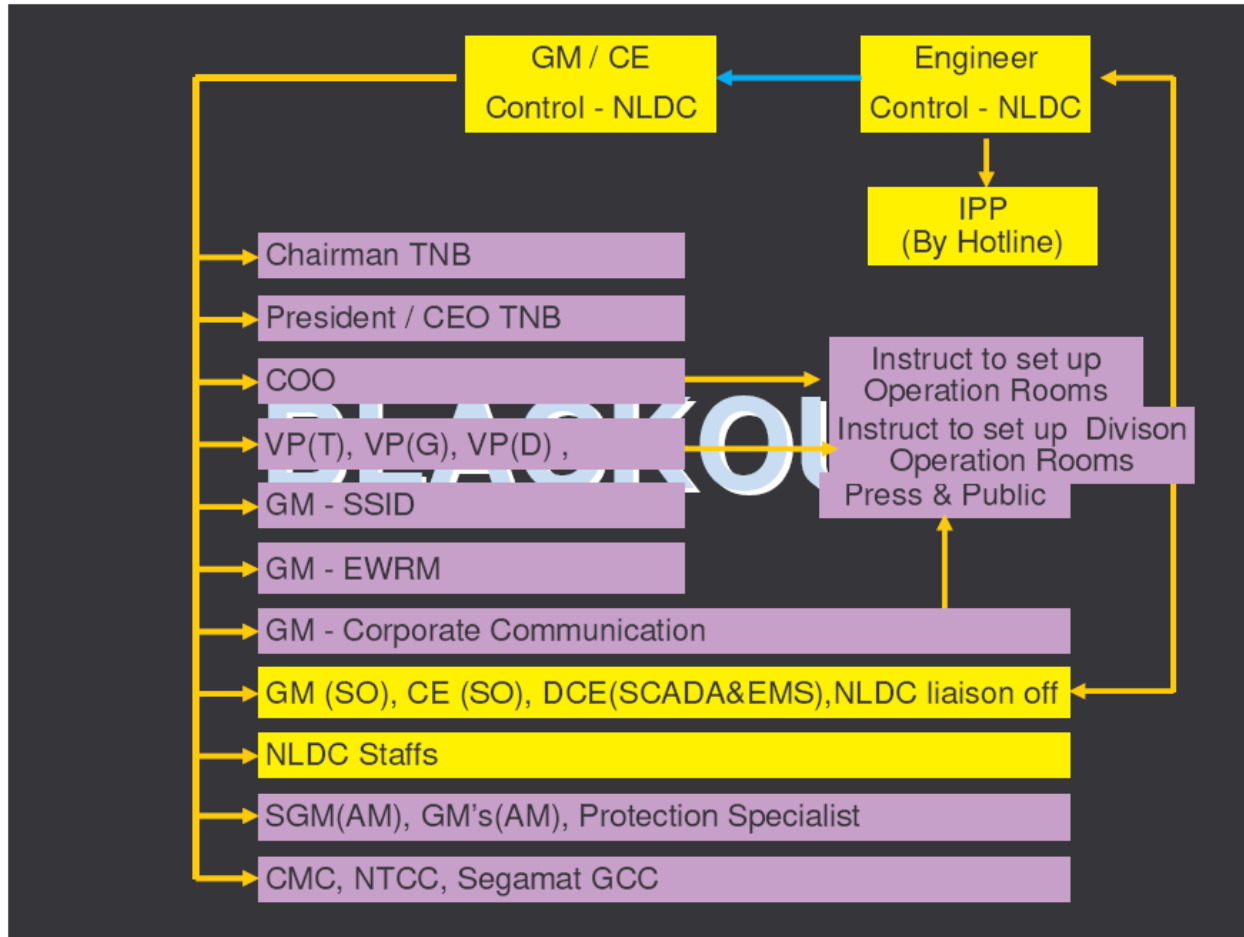 GM / CE
Control - NLDC
Engineer
Control - NLDC
IPP
(By Hotline)
Chairman TNB
President / CEO TNB
COO
Instruct to set up
Operation Rooms
VP(T), VP(G), VP(D) ,
Instruct to set up Divison
Operation Rooms
Press & Public
GM - SSID
GM - EWRM
GM - Corporate Communication
GM (SO), CE (SO), DCE(SCADA&EMS),NLDC liaison off
NLDC Staffs
SGM(AM), GM's(AM), Protection Specialist
CMC, NTCC, Segamat GCC